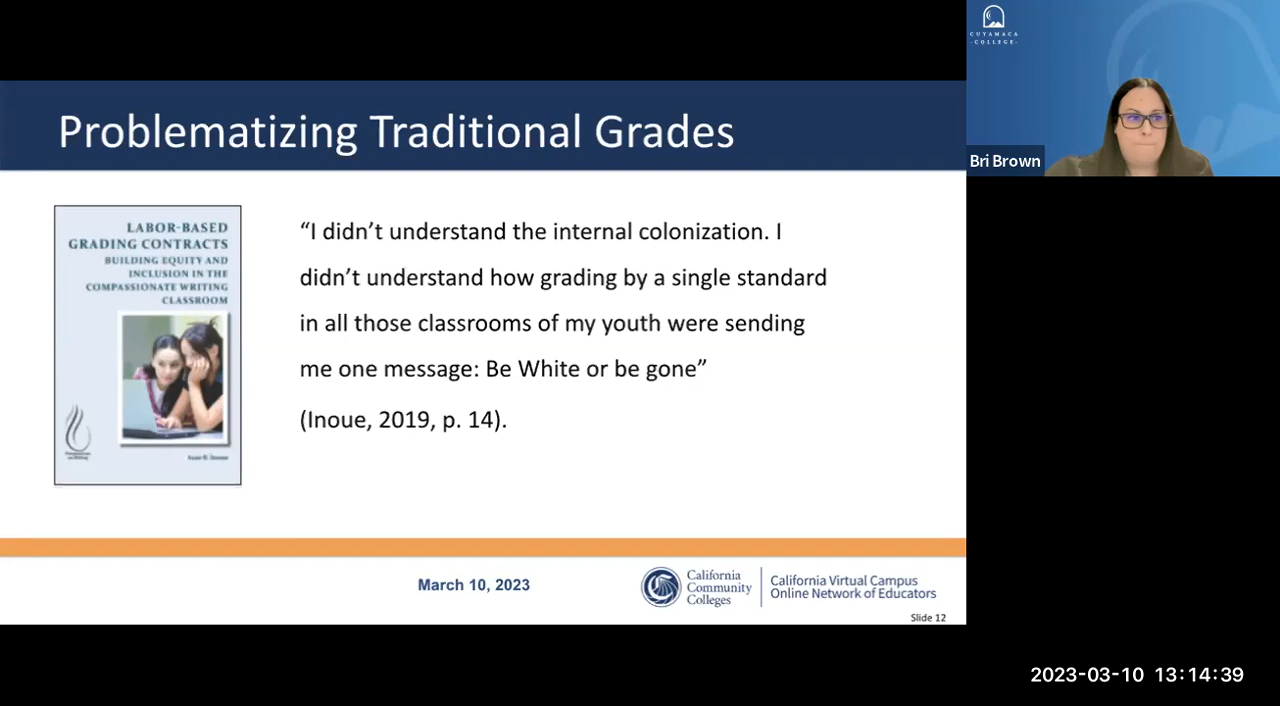 Problematizing Traditional Grades
LABOR-BASED
GRADING CONTRACTS
BUILDING EQUITY AND
INCLUSION IN THE
COMPASSIONATE WRITING
CLASSROOM
“I didn’t understand the internal colonization. I
didn’t understand how grading by a single standard
in all those classrooms of my youth were sending
me one message: Be White or be gone”
(Inoue, 2019, p. 14).
March 10, 2023
California
Community
Colleges
California Virtual Campus
Online Network of Educators
Slide 12
CUYAMACA
COLLEGE
Bri Brown
2023-03-10 13:14:39